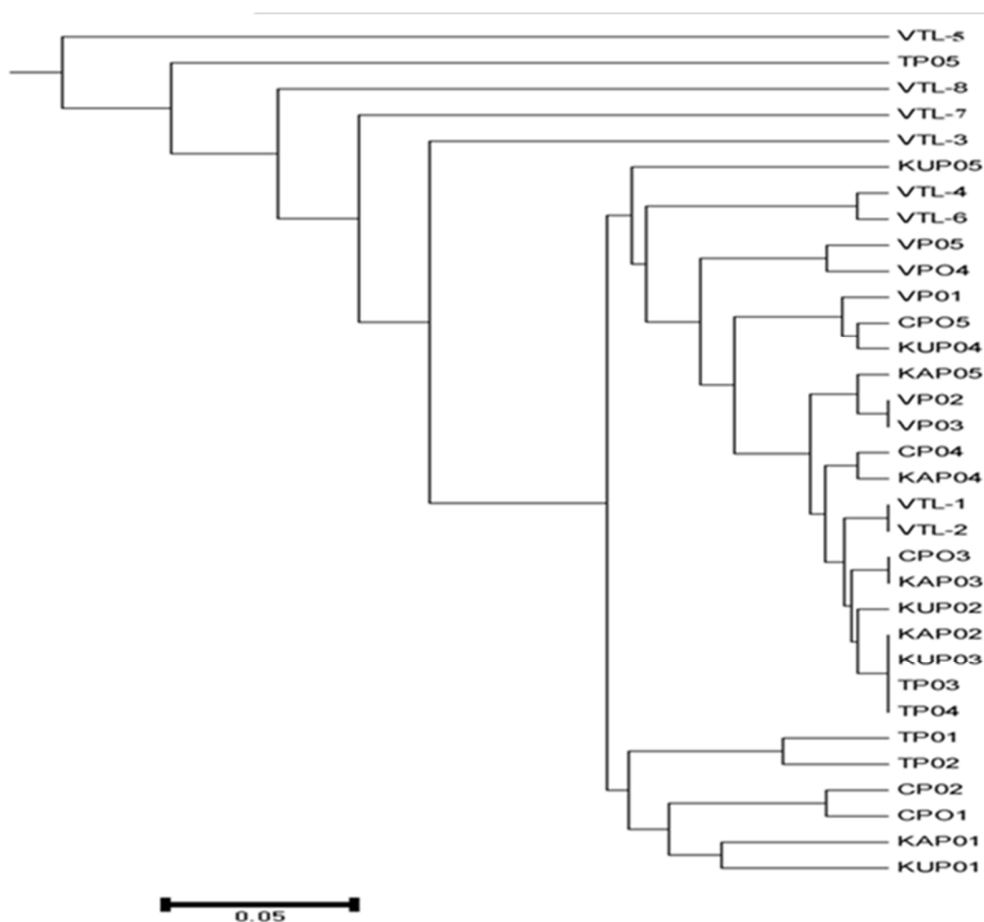 VTL-5
TP05
VTL-8
VTL-7
VTL-3
KUP05
VTL-4
VTL-6
VP05
VPO4
VP01
CPO5
KUP04
KAP05
VP02
VP03
CP04
KAP04
VTL-1
VTL-2
CPO3
KAP03
KUP02
KAP02
KUP03
TP03
TP04
TP01
TP02
CP02
CPO1
KAP01
KUP01
0.05